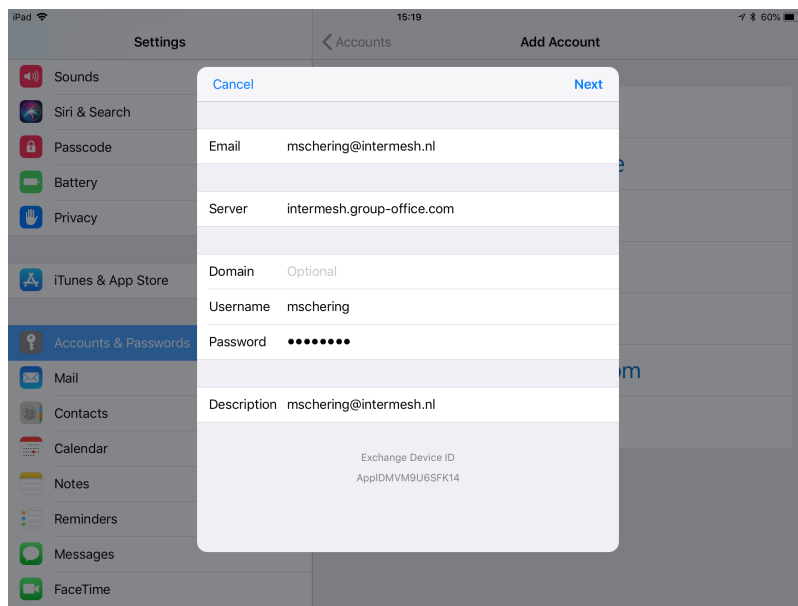 iPad 15:19 60%
Settings
Accounts
Add Account
Sounds
Siri & Search
Passcode
Battery
Privacy
iTunes & App Store
Accounts & Passwords
Mail
Contacts
Calendar
Notes
Reminders
Messages
FaceTime
Cancel Next
Email mschering@intermesh.nl
Server intermesh.group-office.com
Domain Optional
Username mschering
Password ●●●●●●●●
Description mschering@intermesh.nl
Exchange Device ID
ApplDMVM9U6SFK14